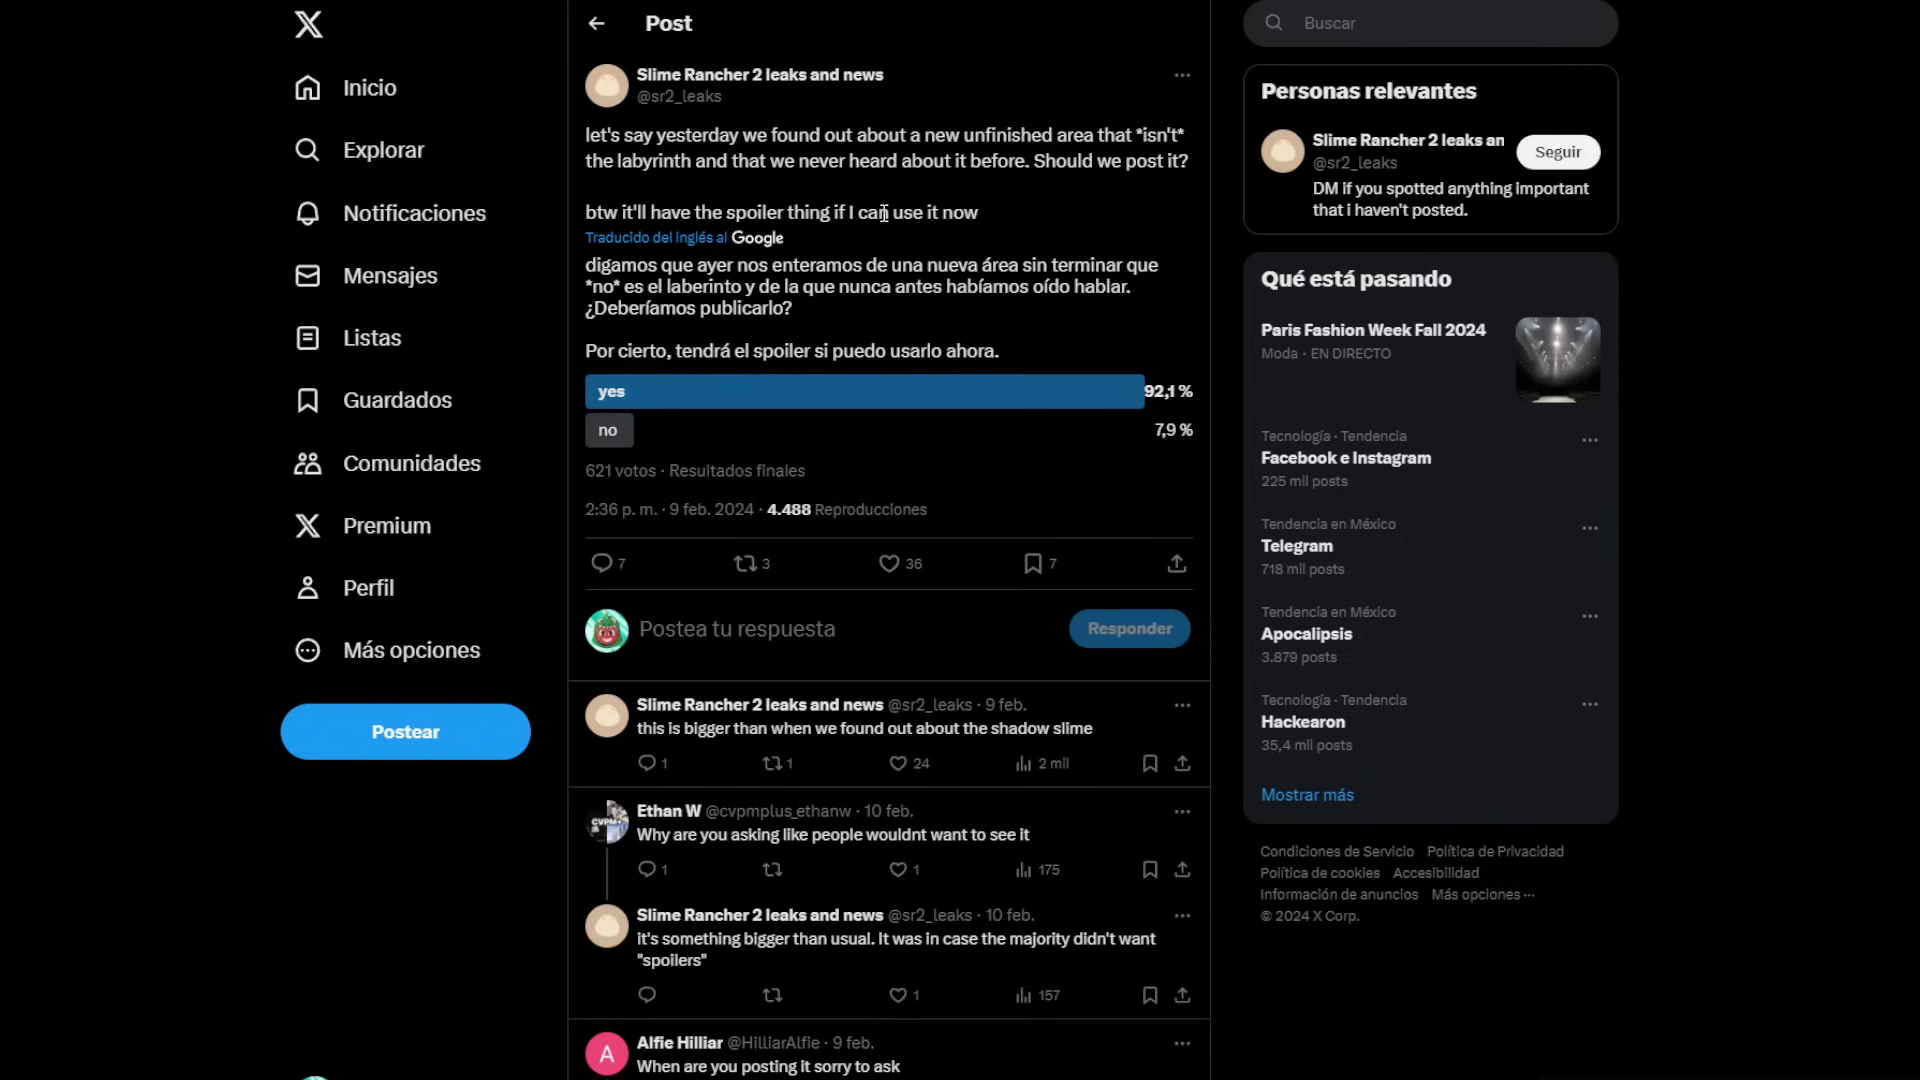 Inicio
Explorar
Notificaciones
Mensajes
Listas
Guardados
Comunidades
Premium
Perfil
Más opciones
Postear
Post
Slime Rancher 2 leaks and news
@sr2_leaks
let's say yesterday we found out about a new unfinished area that *isn't*
the labyrinth and that we never heard about it before. Should we post it?
btw it'll have the spoiler thing if I can use it now
Traducido del inglés al Google
digamos que ayer nos enteramos de una nueva área sin terminar que
*no* es el laberinto y de la que nunca antes habíamos oído hablar.
¿Deberíamos publicarlo?
Por cierto, tendrá el spoiler si puedo usarlo ahora.
yes 92,1 %
no 7,9 %
621 votos · Resultados finales
2:36 p. m. · 9 feb. 2024 · 4.488 Reproducciones
7 3 36 7
Postea tu respuesta
Responder
Slime Rancher 2 leaks and news @sr2_leaks · 9 feb.
this is bigger than when we found out about the shadow slime
1 1 24 2 mil
CVPM+
Ethan W @cvpmplus_ethanw · 10 feb.
Why are you asking like people wouldnt want to see it
1 1 175
Slime Rancher 2 leaks and news @sr2_leaks · 10 feb.
it's something bigger than usual. It was in case the majority didn't want
"spoilers"
1 157
A
Alfie Hilliar @HilliarAlfie · 9 feb.
When are you posting it sorry to ask
Buscar
Personas relevantes
Slime Rancher 2 leaks an
@sr2_leaks
Seguir
DM if you spotted anything important
that i haven't posted.
Qué está pasando
Paris Fashion Week Fall 2024
Moda · EN DIRECTO
Tecnología · Tendencia
Facebook e Instagram
225 mil posts
Tendencia en México
Telegram
718 mil posts
Tendencia en México
Apocalipsis
3.879 posts
Tecnología · Tendencia
Hackearon
35,4 mil posts
Mostrar más
Condiciones de Servicio Política de Privacidad
Política de cookies Accesibilidad
Información de anuncios Más opciones ···
© 2024 X Corp.